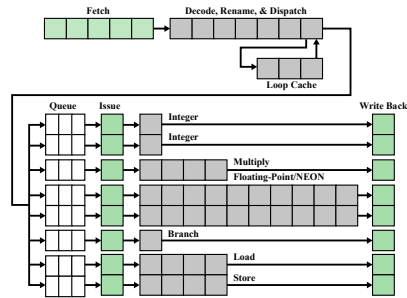 Fetch
Decode, Rename, & Dispatch
Loop Cache
Queue
Issue
Write Back
Integer
Integer
Multiply
Floating-Point/NEON
Branch
Load
Store